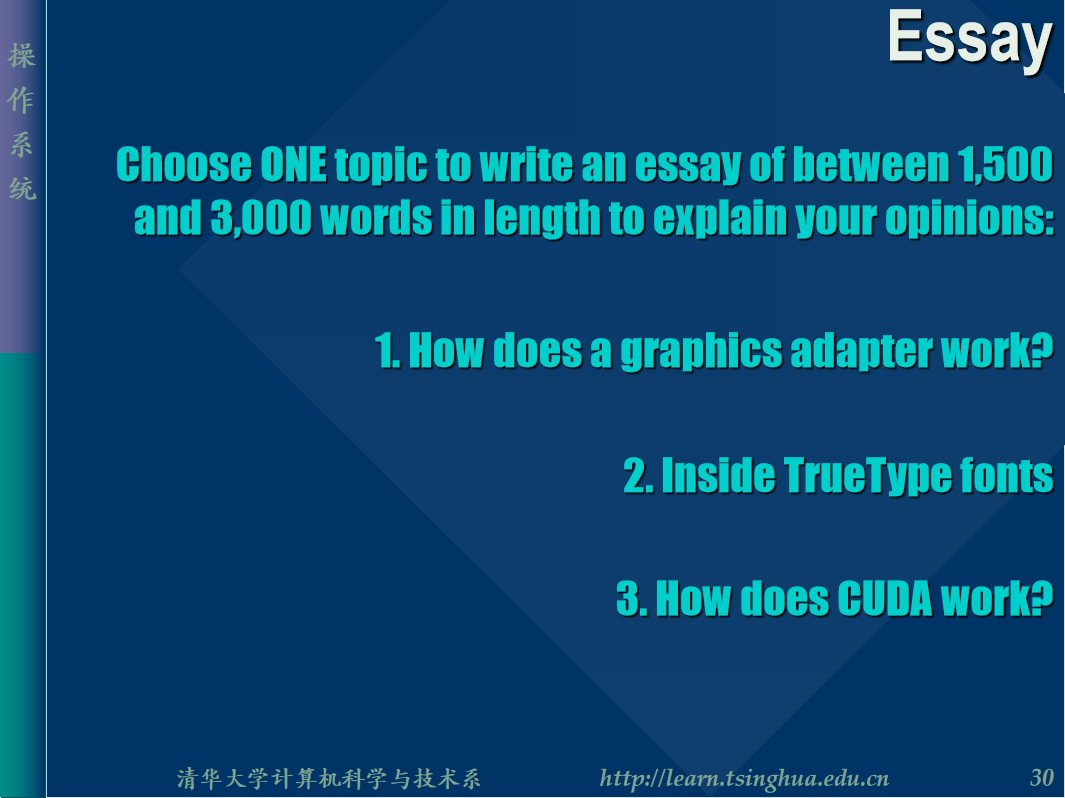 Essay
操
作
系
统
Choose ONE topic to write an essay of between 1,500
and 3,000 words in length to explain your opinions:
1. How does a graphics adapter work?
2. Inside TrueType fonts
3. How does CUDA work?
清华大学计算机科学与技术系 http://learn.tsinghua.edu.cn 30